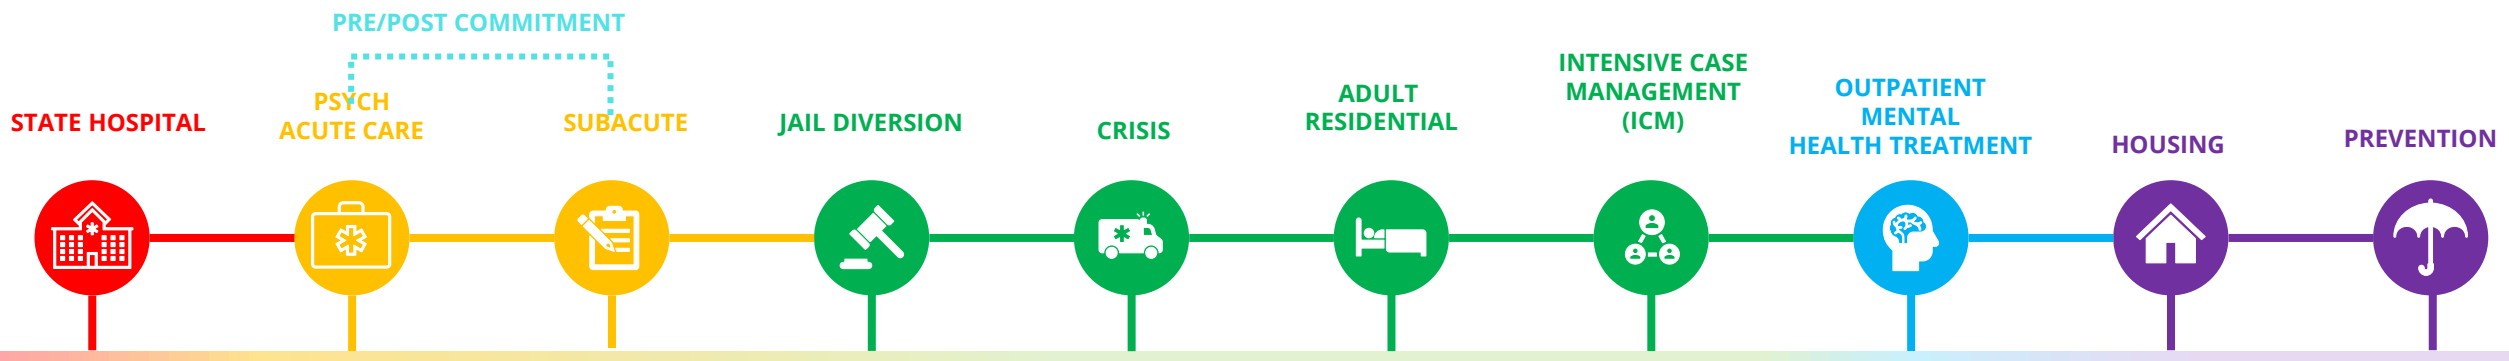 PRE/POST COMMITMENT
STATE HOSPITAL
PSYCH
ACUTE CARE
SUBACUTE
JAIL DIVERSION
CRISIS
ADULT
RESIDENTIAL
INTENSIVE CASE
MANAGEMENT
(ICM)
OUTPATIENT
MENTAL
HEALTH TREATMENT
HOUSING
PREVENTION